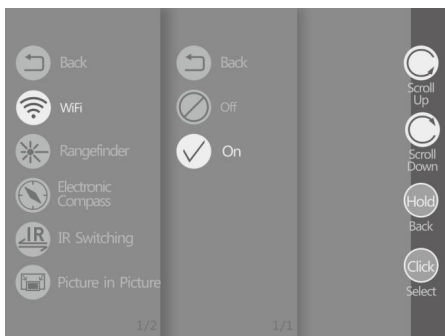 Back
WiFi
Rangefinder
Electronic
Compass
IR
IR Switching
Picture in Picture
1/2
Back
Off
On
1/1
Scroll
Up
Scroll
Down
Hold
Back
Click
Select